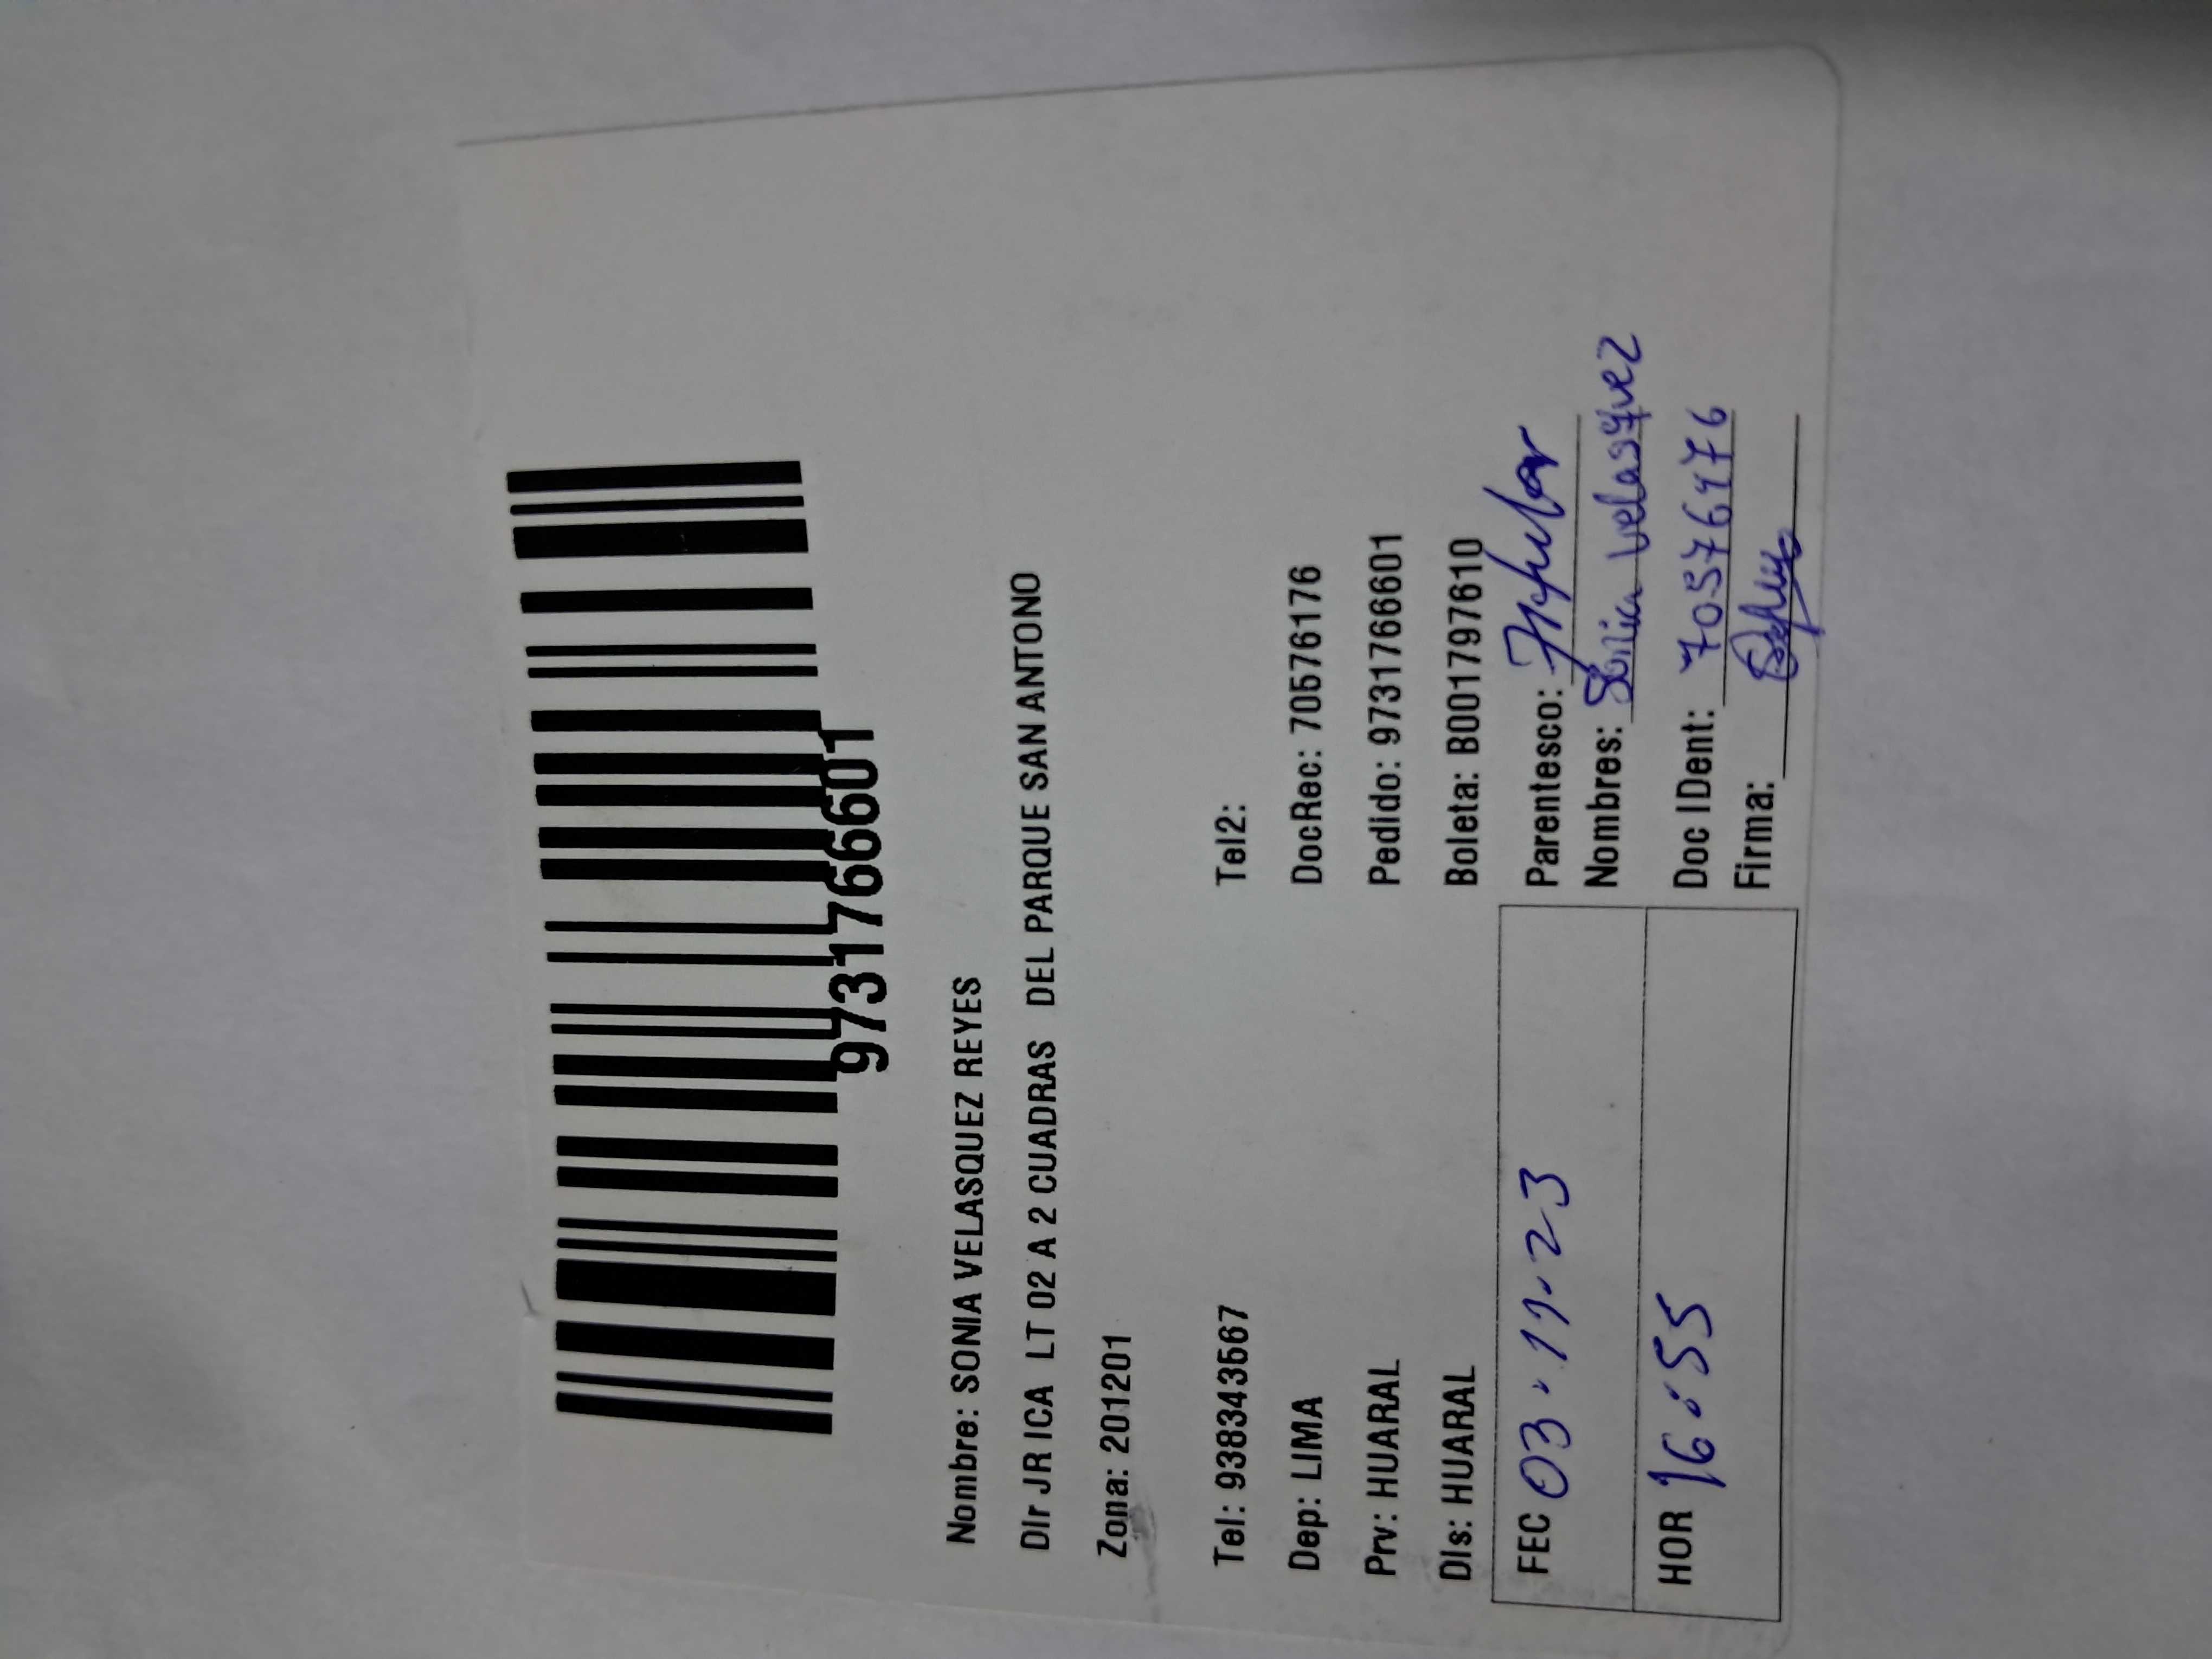 9731766601
Nombre: SONIA VELASQUEZ REYES
DIr JR ICA LT 02 A 2 CUADRAS DEL PARQUE SAN ANTONO
Zona: 201201
Tel: 938343567 Tel2:
Dep: LIMA DocRec: 70576176
Prv: HUARAL Pedido: 9731766601
DIs: HUARAL Boleta: B001797610
FEC 03.11.23 Parentesco: Titular
Nombres: Sonia Velasquez
HOR 16:55 Doc IDent: 70576176
Firma: